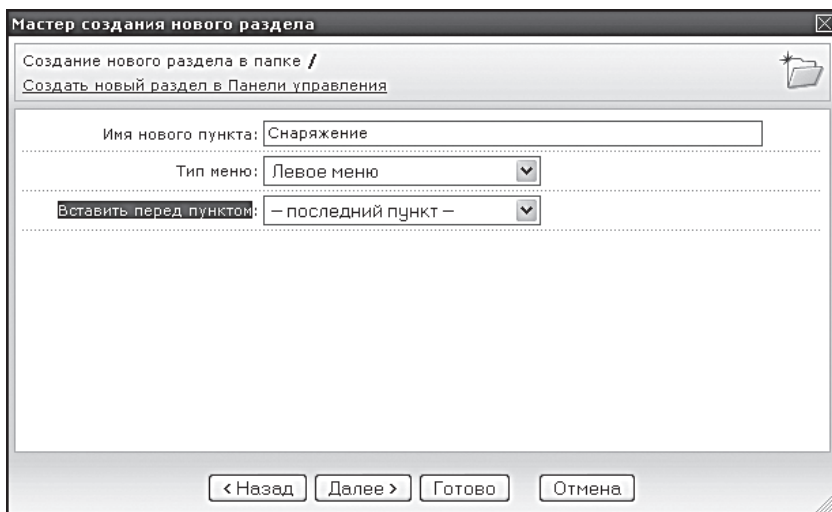 Мастер создания нового раздела
Создание нового раздела в папке /
Создать новый раздел в Панели управления
Имя нового пункта: Снаряжение
Тип меню: Левое меню
Вставить перед пунктом: — последний пункт —
< Назад Далее > Готово Отмена